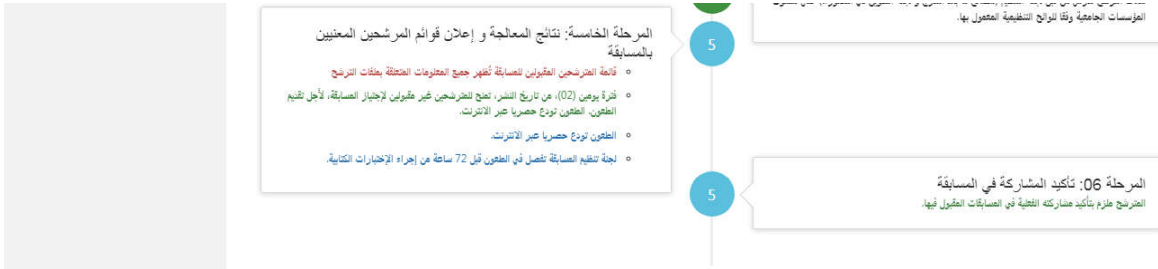 المؤسسات الجامعية وفقا للوائح التنظيمية المعمول بها.
5
المرحلة الخامسة: نتائج المعالجة و إعلان قوائم المرشحين المعنيين
بالمسابقة
قائمة المترشحين المقبولين للمسابقة تُظهر جميع المعلومات المتعلقة بملفات الترشح
فترة يومين (02)، من تاريخ النشر، تمنح للمترشحين غير مقبولين لإجتياز المسابقة، لأجل تقديم
الطعون. الطعون تودع حصريا عبر الانترنت.
الطعون تودع حصريا عبر الانترنت.
لجنة تنظيم المسابقة تفصل في الطعون قبل 72 ساعة من إجراء الإختبارات الكتابية.
5
المرحلة 06: تأكيد المشاركة في المسابقة
المترشح ملزم بتأكيد مشاركته الفعلية في المسابقات المقبول فيها.